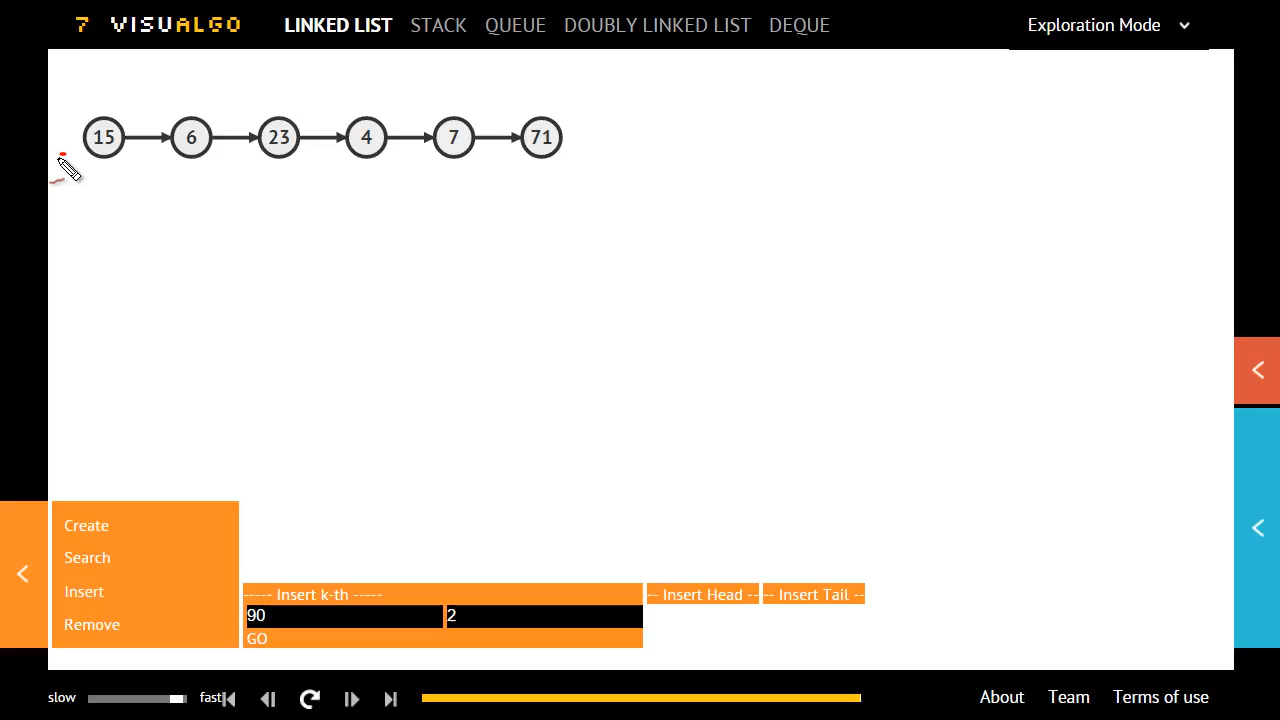 7 VISUALGO LINKED LIST STACK QUEUE DOUBLY LINKED LIST DEQUE Exploration Mode
15 6 23 4 7 71
Create
Search
Insert
Remove
----- Insert k-th ----- -- Insert Head -- -- Insert Tail --
90 2
GO
slow fast About Team Terms of use